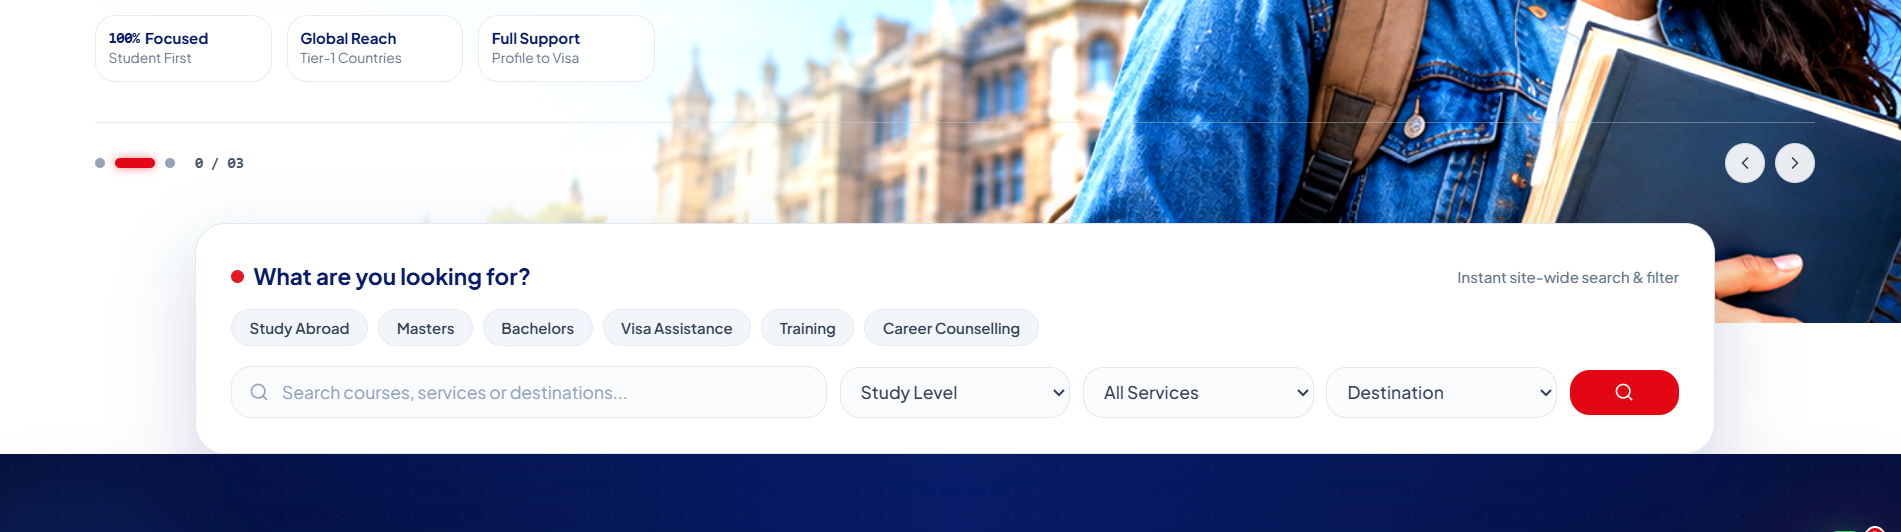 100% Focused
Student First
Global Reach
Tier-1 Countries
Full Support
Profile to Visa
0 / 03
What are you looking for?
Instant site-wide search & filter
Study Abroad
Masters
Bachelors
Visa Assistance
Training
Career Counselling
Search courses, services or destinations...
Study Level
All Services
Destination